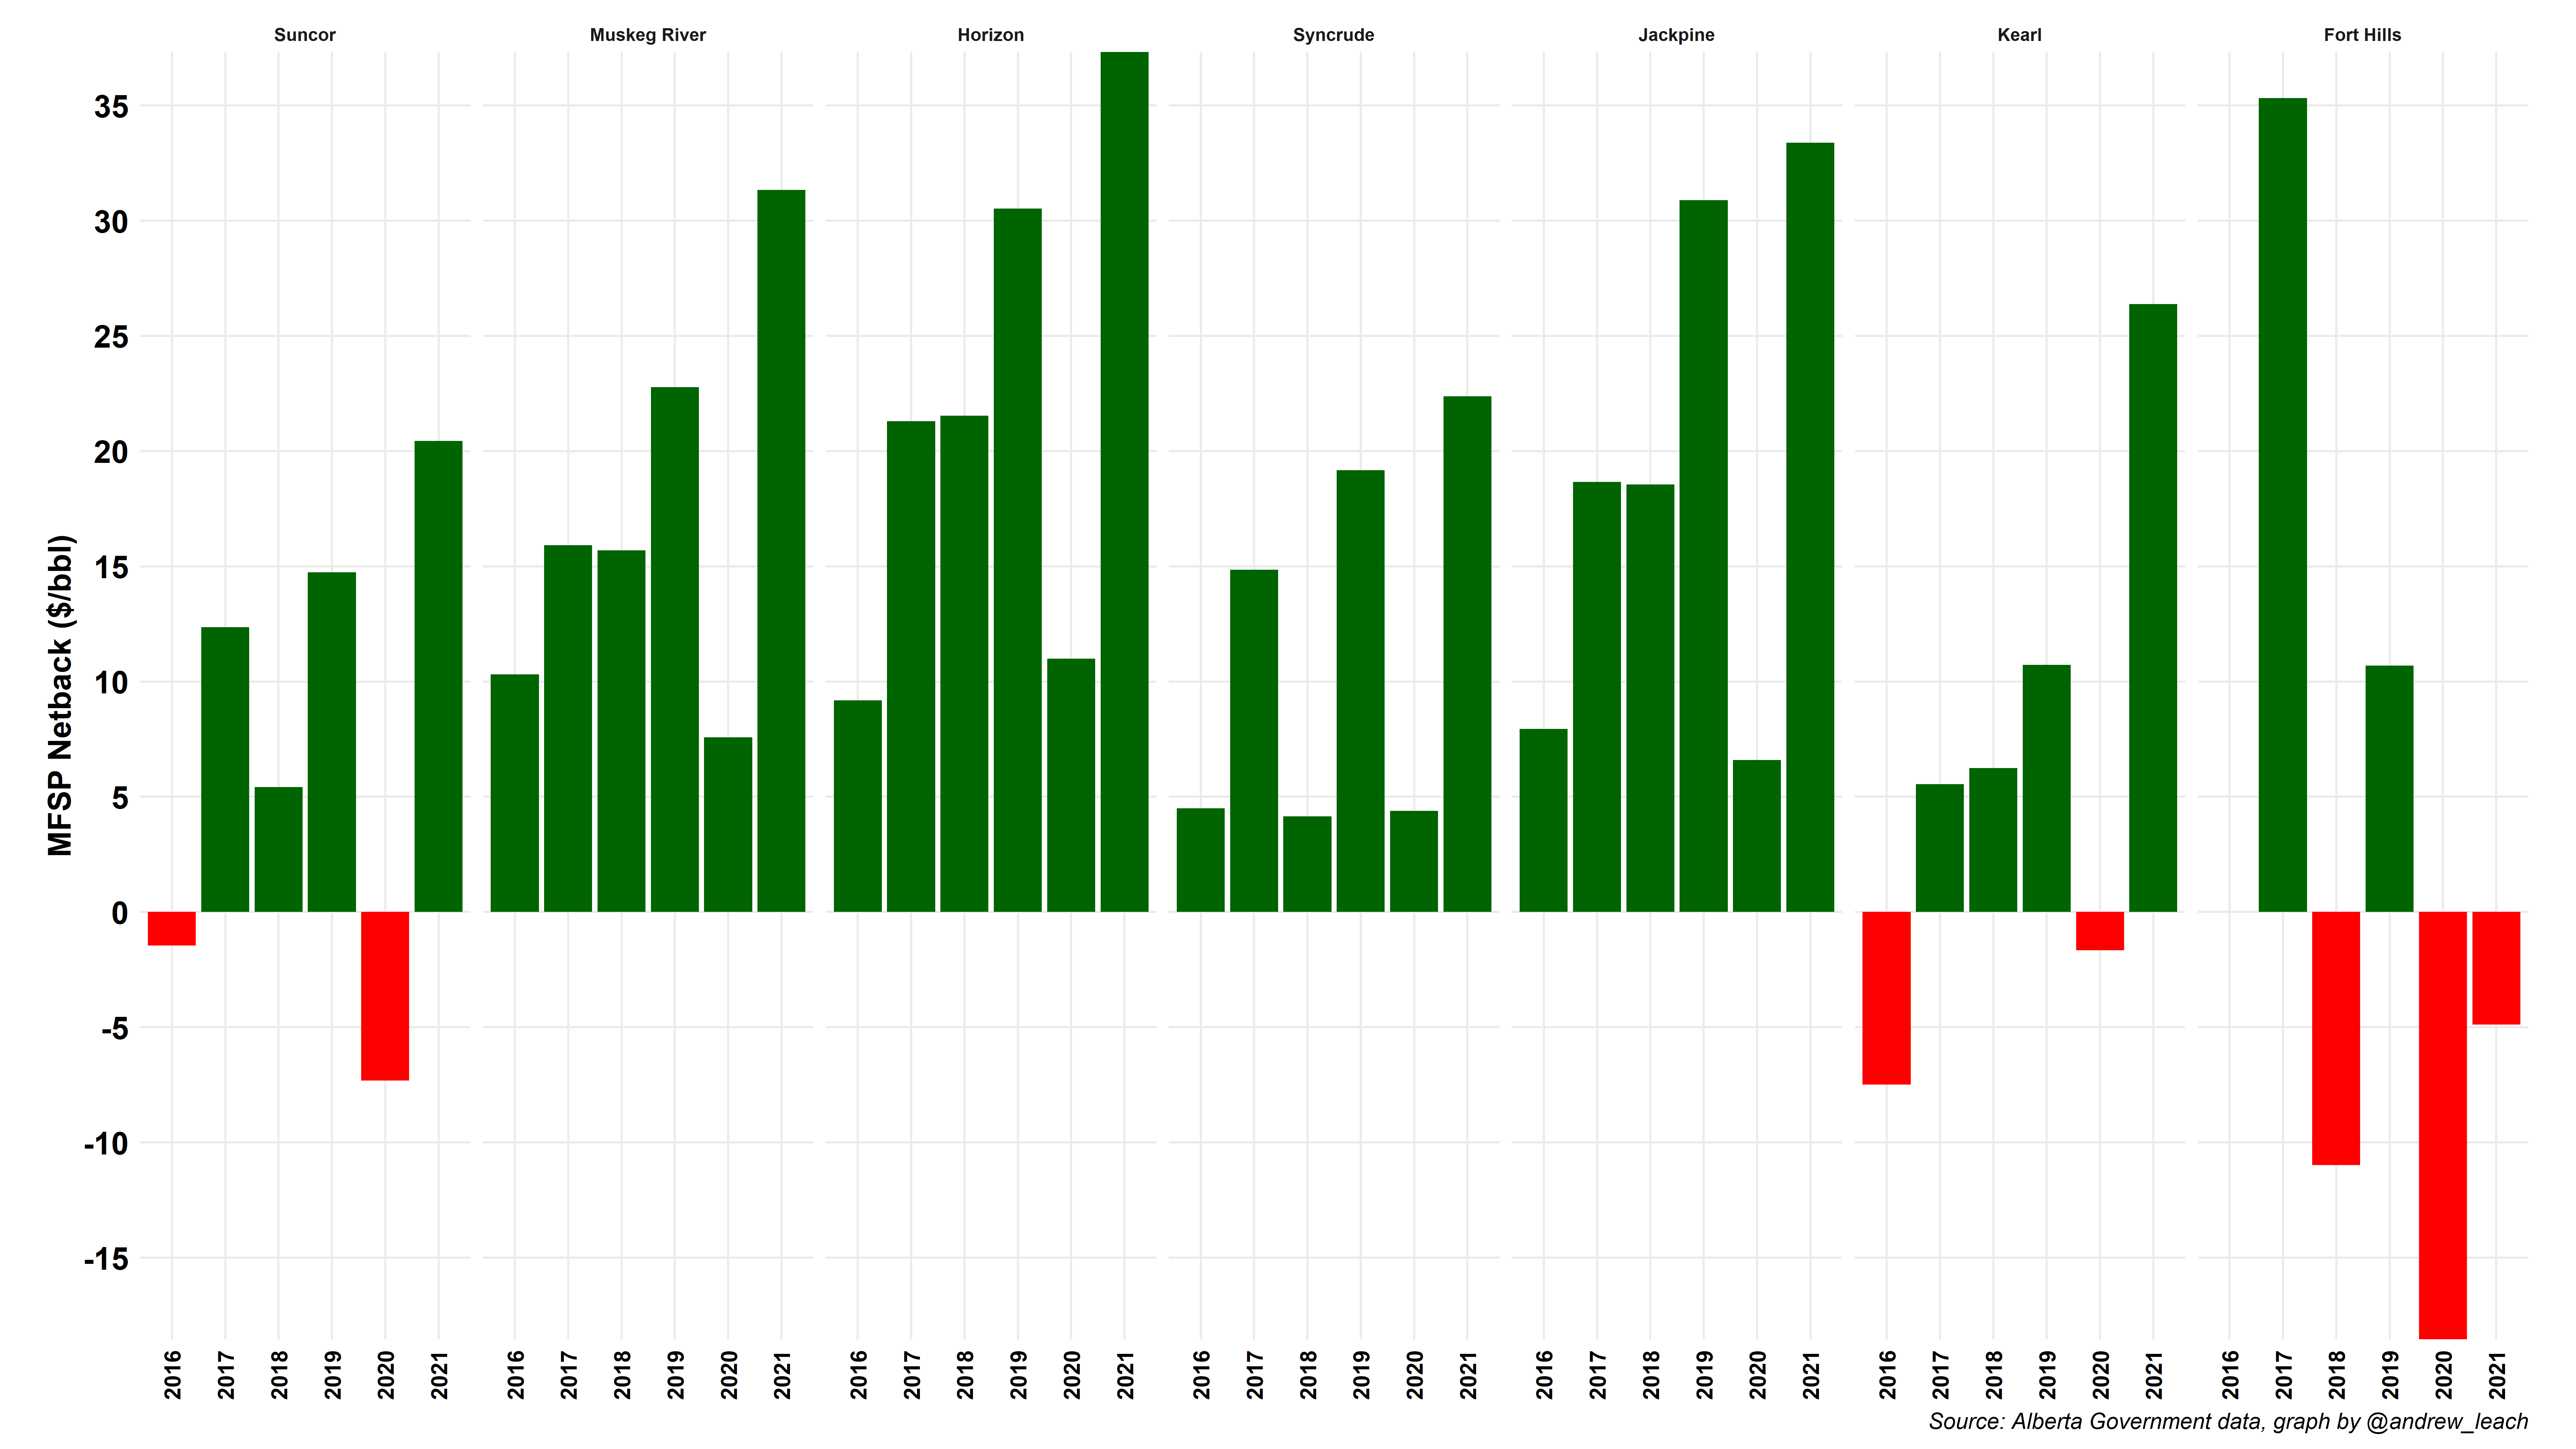 Suncor Muskeg River Horizon Syncrude Jackpine Kearl Fort Hills
MFSP Netback ($/bbl)
35
30
25
20
15
10
5
0
-5
-10
-15
2016 2017 2018 2019 2020 2021 2016 2017 2018 2019 2020 2021 2016 2017 2018 2019 2020 2021 2016 2017 2018 2019 2020 2021 2016 2017 2018 2019 2020 2021 2016 2017 2018 2019 2020 2021 2016 2017 2018 2019 2020 2021
Source: Alberta Government data, graph by @andrew_leach